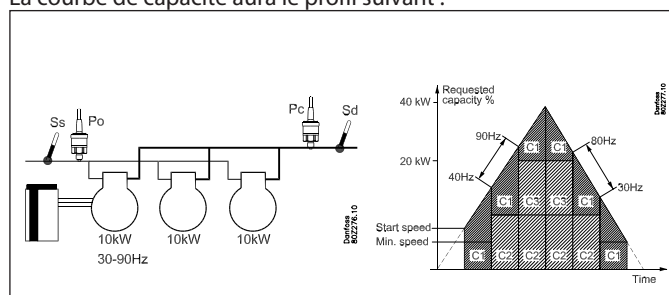 La courbe de capacité aura le profil suivant :
Ss
Po
Pc
Sd
10kW
10kW
10kW
30-90Hz
Danfoss
80Z276.10
Requested
capacity %
40 kW
20 kW
90Hz
40Hz
80Hz
30Hz
C1
C1
C1
C3
C3
C1
C1
C2
C2
C2
C2
C1
Start speed
Min. speed
Time
Danfoss
80Z277.10